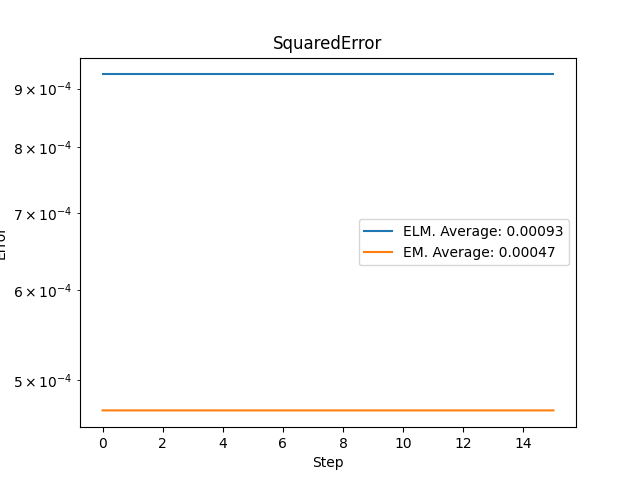 SquaredError
9 × 10⁻⁴
8 × 10⁻⁴
7 × 10⁻⁴
6 × 10⁻⁴
5 × 10⁻⁴
Error
ELM. Average: 0.00093
EM. Average: 0.00047
0 2 4 6 8 10 12 14
Step